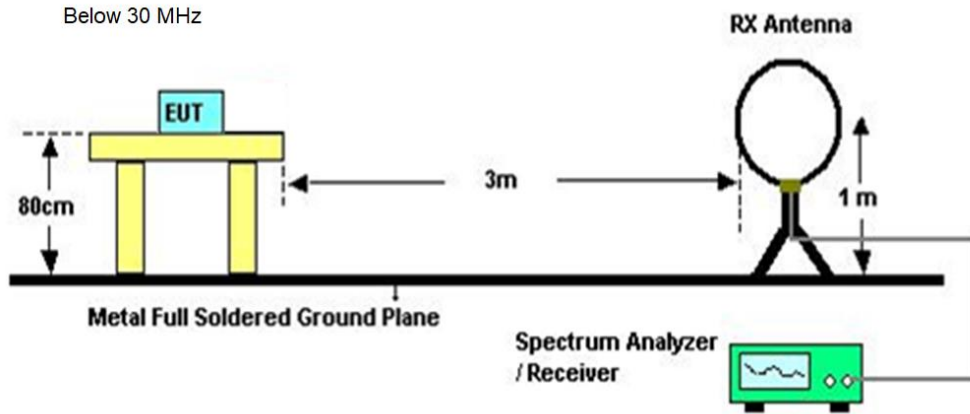 Below 30 MHz
RX Antenna
EUT
3m
80cm
1 m
Metal Full Soldered Ground Plane
Spectrum Analyzer
/ Receiver